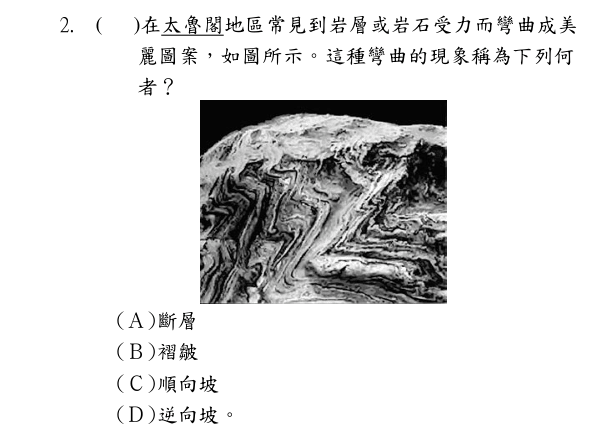 2. (    )在太魯閣地區常見到岩層或岩石受力而彎曲成美
麗圖案，如圖所示。這種彎曲的現象稱為下列何
者？
(A)斷層
(B)褶皺
(C)順向坡
(D)逆向坡。